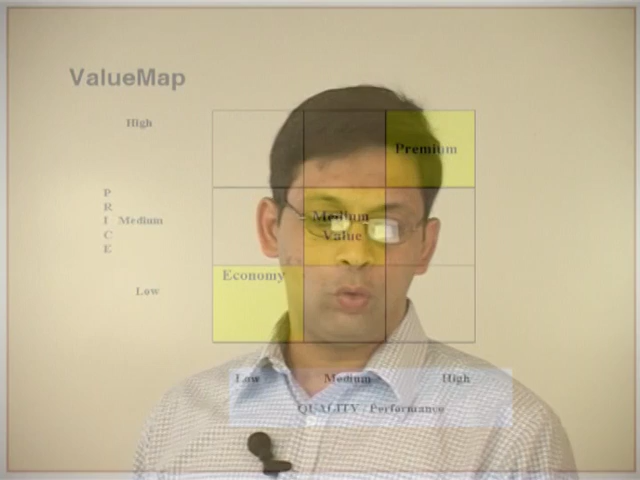 ValueMap
High
Premium
P
R
I
C
E
Medium
Medium
Value
Economy
Low
Low Medium High
QUALITY / Performance